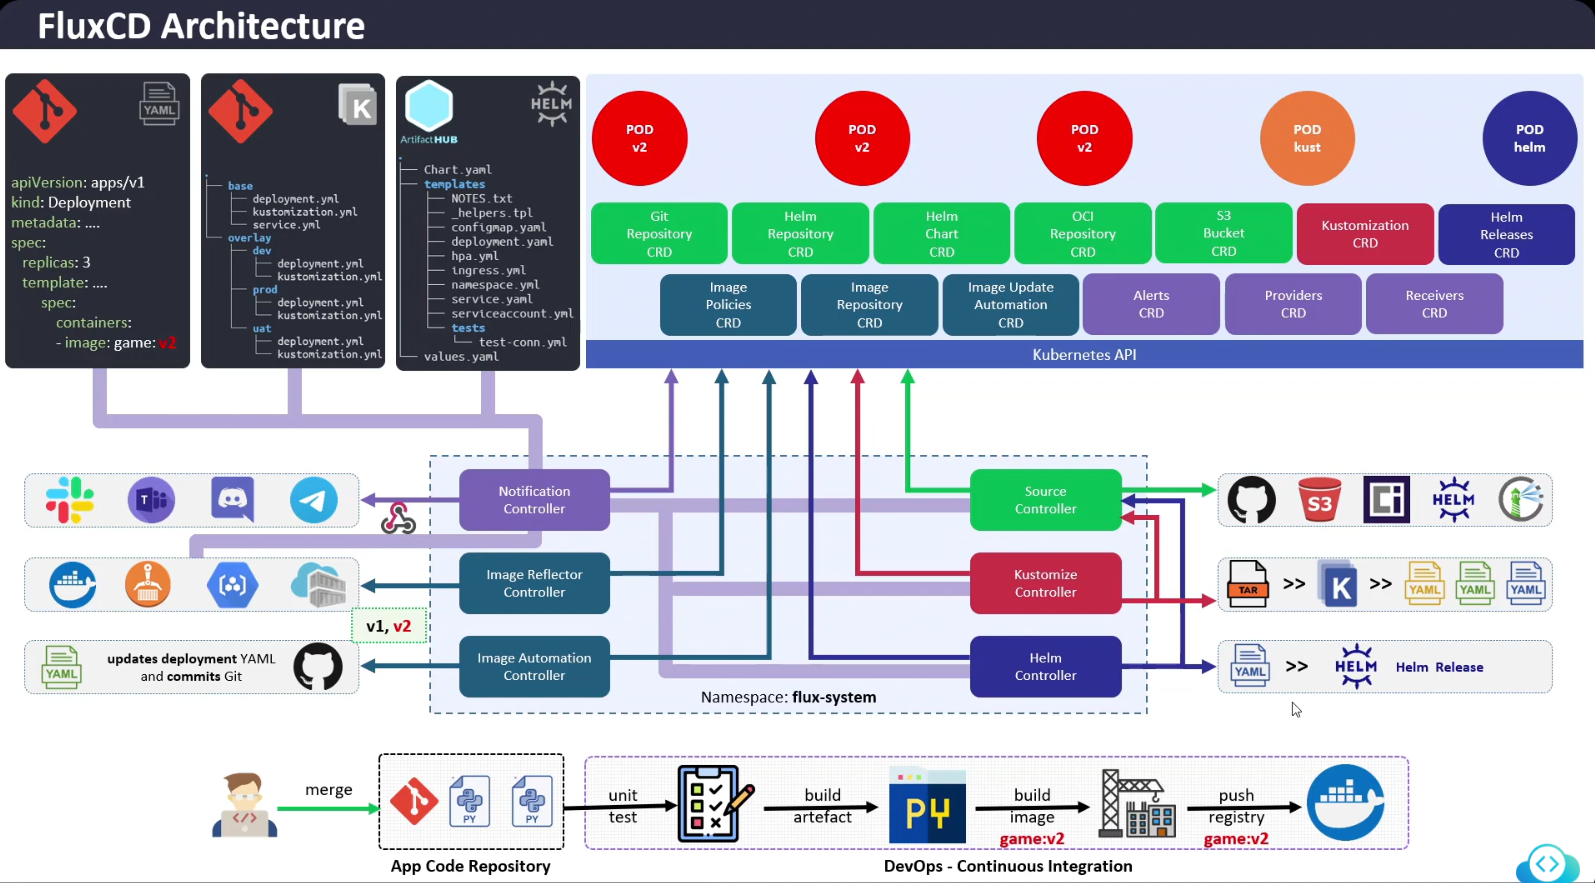 FluxCD Architecture
YAML
apiVersion: apps/v1
kind: Deployment
metadata: ....
spec:
replicas: 3
template: ....
spec:
containers:
- image: game: v2
K
base
deployment.yml
kustomization.yml
service.yml
overlay
dev
deployment.yml
kustomization.yml
prod
deployment.yml
kustomization.yml
uat
deployment.yml
kustomization.yml
ArtifactHUB
HELM
Chart.yaml
templates
NOTES.txt
_helpers.tpl
configmap.yaml
deployment.yaml
hpa.yml
ingress.yml
namespace.yml
service.yaml
serviceaccount.yml
tests
test-conn.yml
values.yaml
POD
v2
POD
v2
POD
v2
POD
kust
POD
helm
Git
Repository
CRD
Helm
Repository
CRD
Helm
Chart
CRD
OCI
Repository
CRD
S3
Bucket
CRD
Kustomization
CRD
Helm
Releases
CRD
Image
Policies
CRD
Image
Repository
CRD
Image Update
Automation
CRD
Alerts
CRD
Providers
CRD
Receivers
CRD
Kubernetes API
Notification
Controller
Source
Controller
S3
HELM
Image Reflector
Controller
Kustomize
Controller
TAR
>>
K
>>
YAML
YAML
YAML
v1, v2
YAML
updates deployment YAML
and commits Git
Image Automation
Controller
Helm
Controller
YAML
>>
HELM
Helm Release
Namespace: flux-system
merge
PY
PY
App Code Repository
unit
test
build
artefact
PY
build
image
game:v2
push
registry
game:v2
DevOps - Continuous Integration